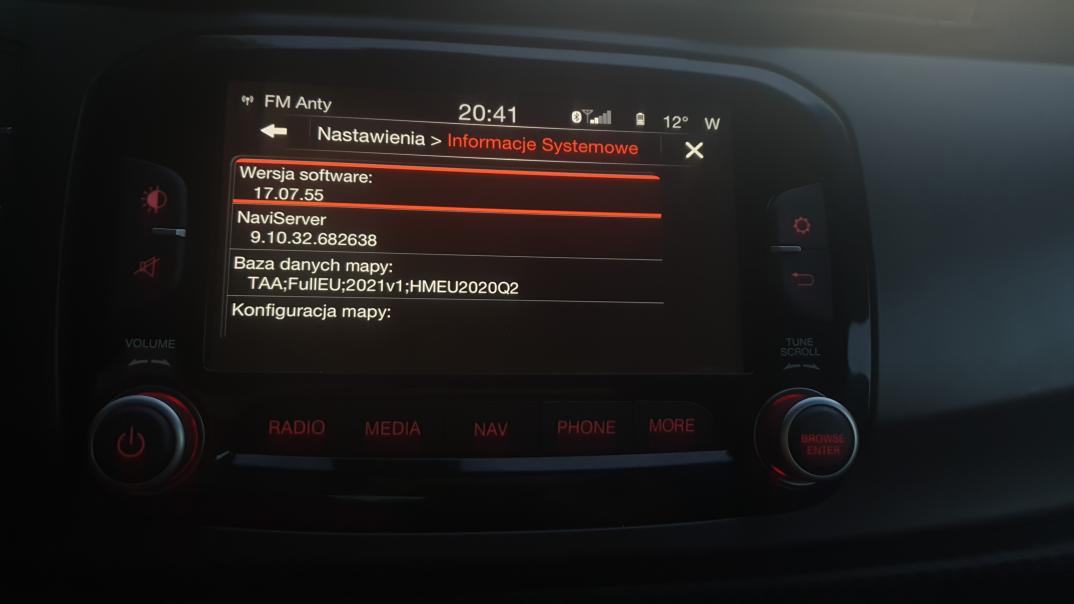 FM Anty
20:41
12° W
Nastawienia > Informacje Systemowe
Wersja software:
17.07.55
NaviServer
9.10.32.682638
Baza danych mapy:
TAA;FullEU;2021v1;HMEU2020Q2
Konfiguracja mapy:
VOLUME
TUNE
SCROLL
RADIO
MEDIA
NAV
PHONE
MORE
BROWSE
ENTER